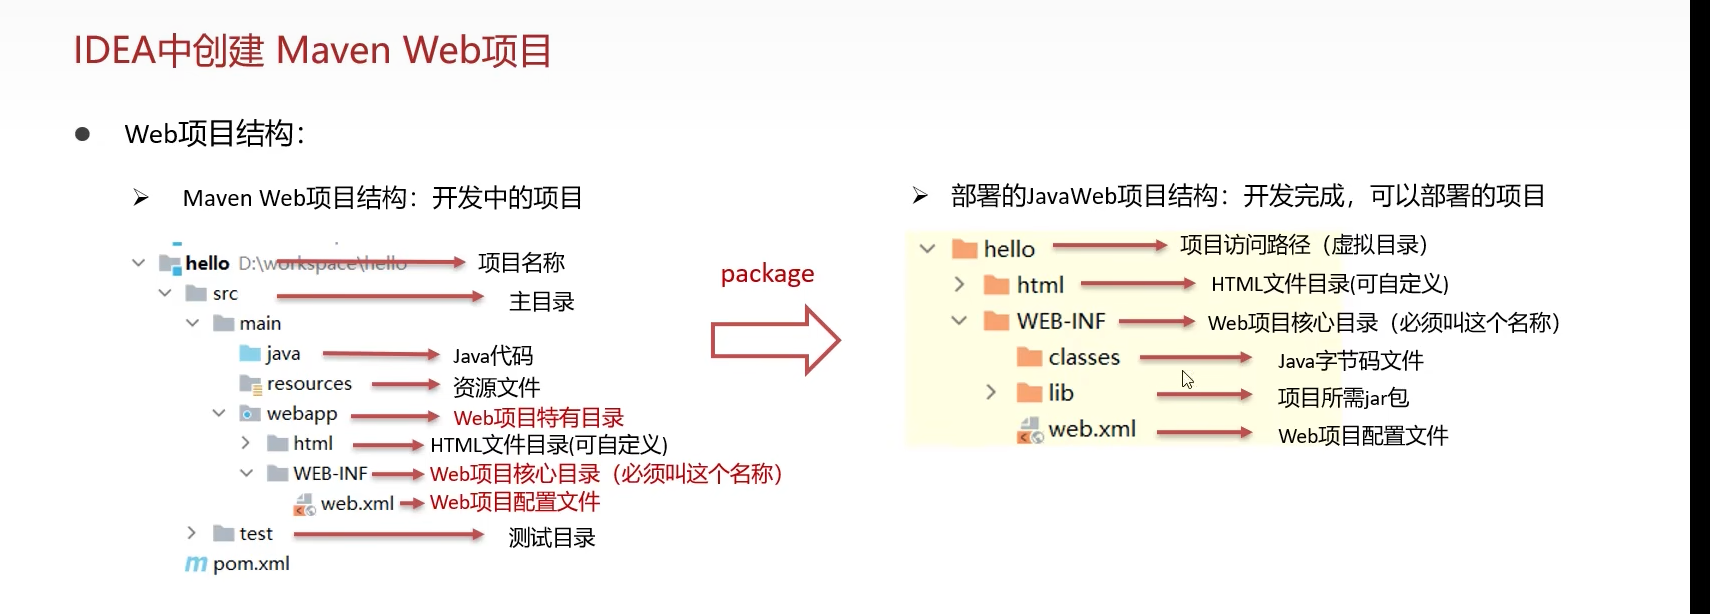 IDEA中创建 Maven Web项目
Web项目结构：
Maven Web项目结构：开发中的项目
hello D:\workspace\hello 项目名称
src 主目录
main
java Java代码
resources 资源文件
webapp Web项目特有目录
html HTML文件目录(可自定义)
WEB-INF Web项目核心目录（必须叫这个名称）
web.xml Web项目配置文件
test 测试目录
pom.xml
package
部署的JavaWeb项目结构：开发完成，可以部署的项目
hello 项目访问路径（虚拟目录）
html HTML文件目录(可自定义)
WEB-INF Web项目核心目录（必须叫这个名称）
classes Java字节码文件
lib 项目所需jar包
web.xml Web项目配置文件